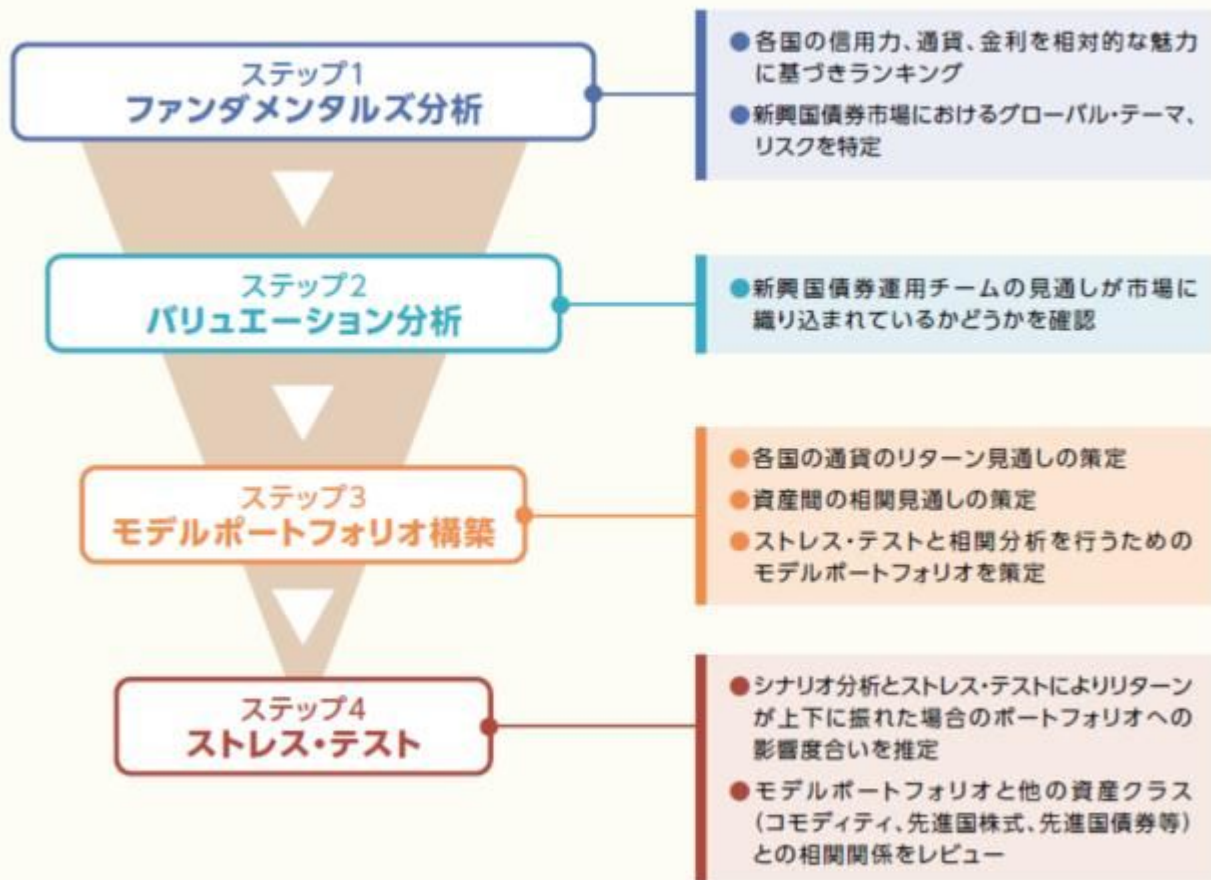 ステップ1
ファンダメンタルズ分析
●各国の信用力、通貨、金利を相対的な魅力
に基づきランキング
●新興国債券市場におけるグローバル・テーマ、
リスクを特定
ステップ2
バリュエーション分析
●新興国債券運用チームの見通しが市場に
織り込まれているかどうかを確認
ステップ3
モデルポートフォリオ構築
●各国の通貨のリターン見通しの策定
●資産間の相関見通しの策定
●ストレス・テストと相関分析を行うための
モデルポートフォリオを策定
ステップ4
ストレス・テスト
●シナリオ分析とストレス・テストによりリターン
が上下に振れた場合のポートフォリオへの
影響度合いを推定
●モデルポートフォリオと他の資産クラス
(コモディティ、先進国株式、先進国債券等)
との相関関係をレビュー